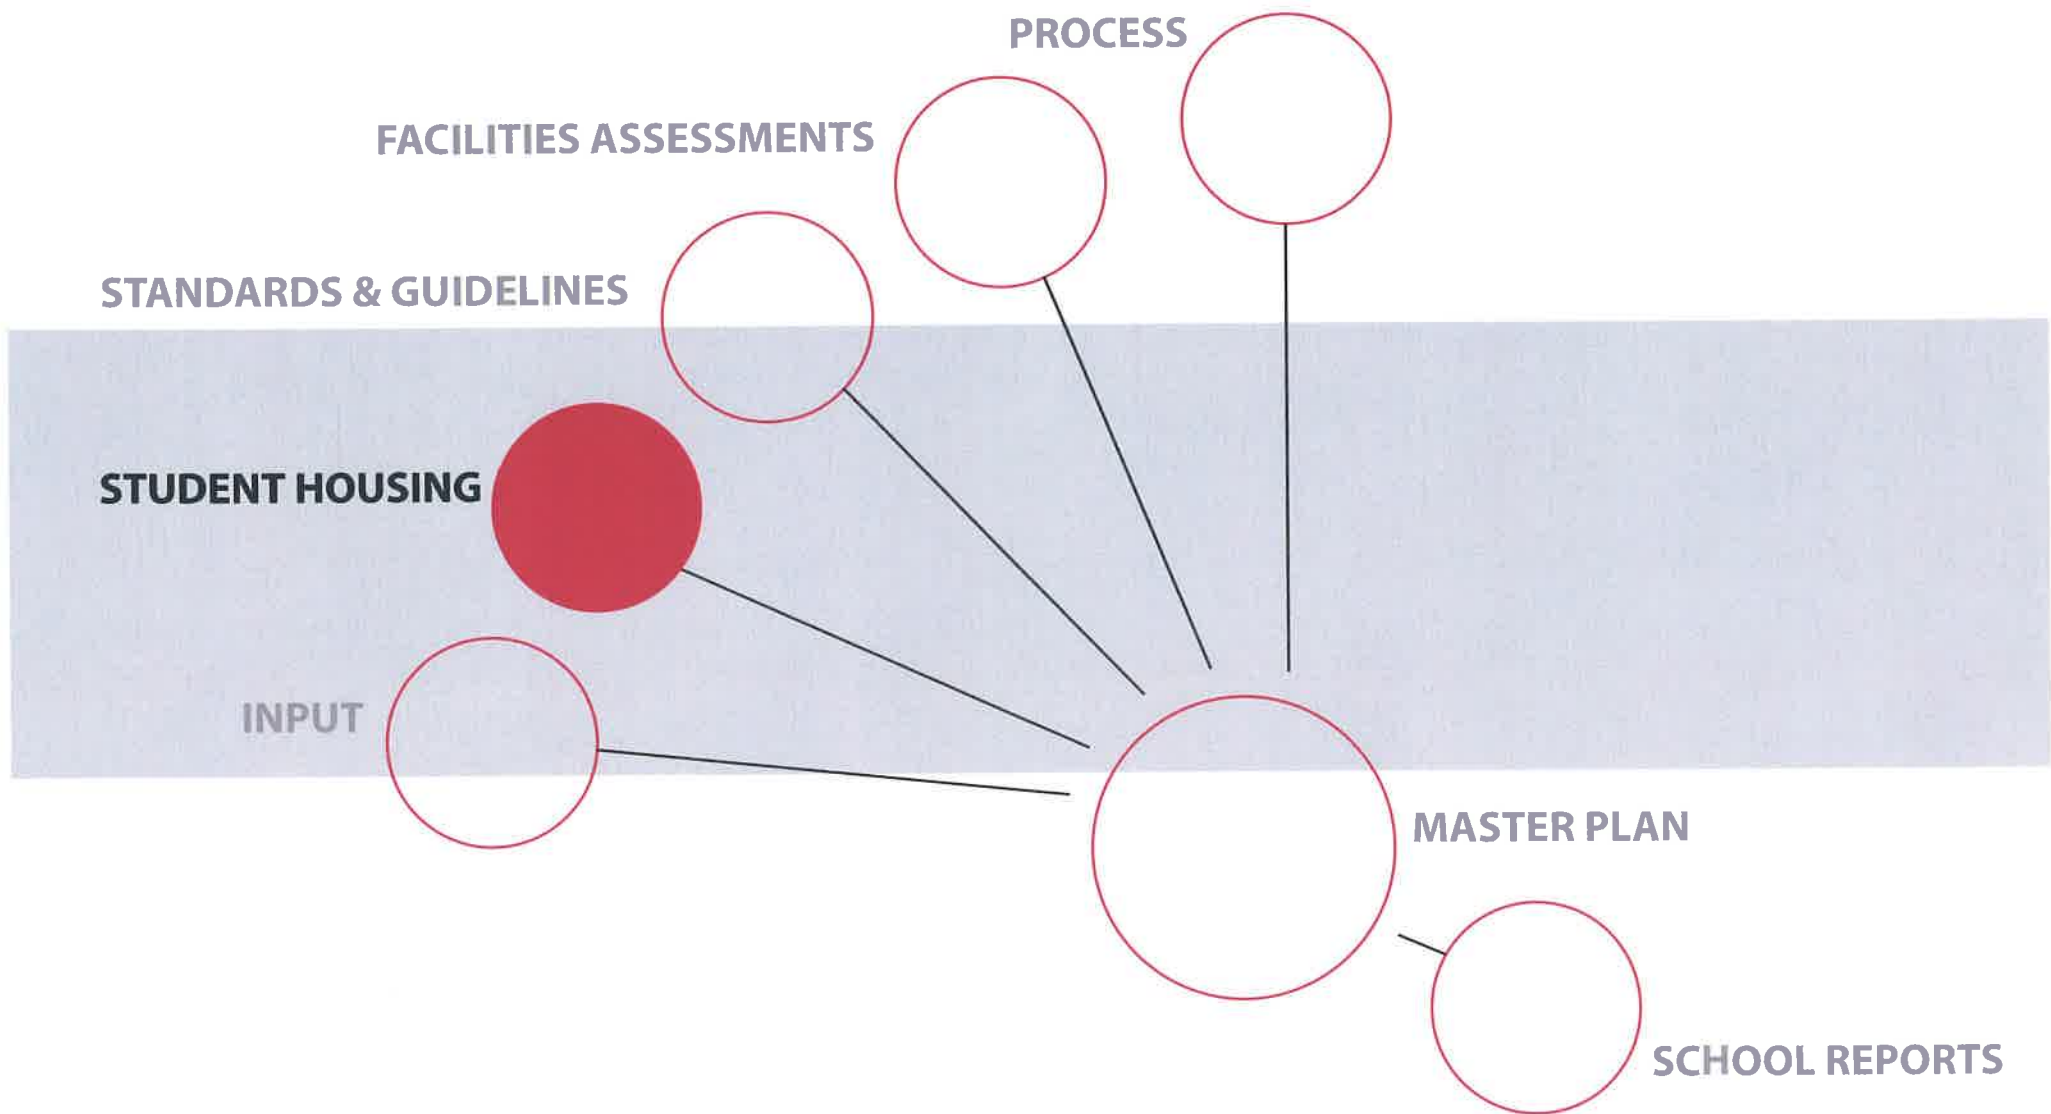 PROCESS
FACILITIES ASSESSMENTS
STANDARDS & GUIDELINES
STUDENT HOUSING
INPUT
MASTER PLAN
SCHOOL REPORTS